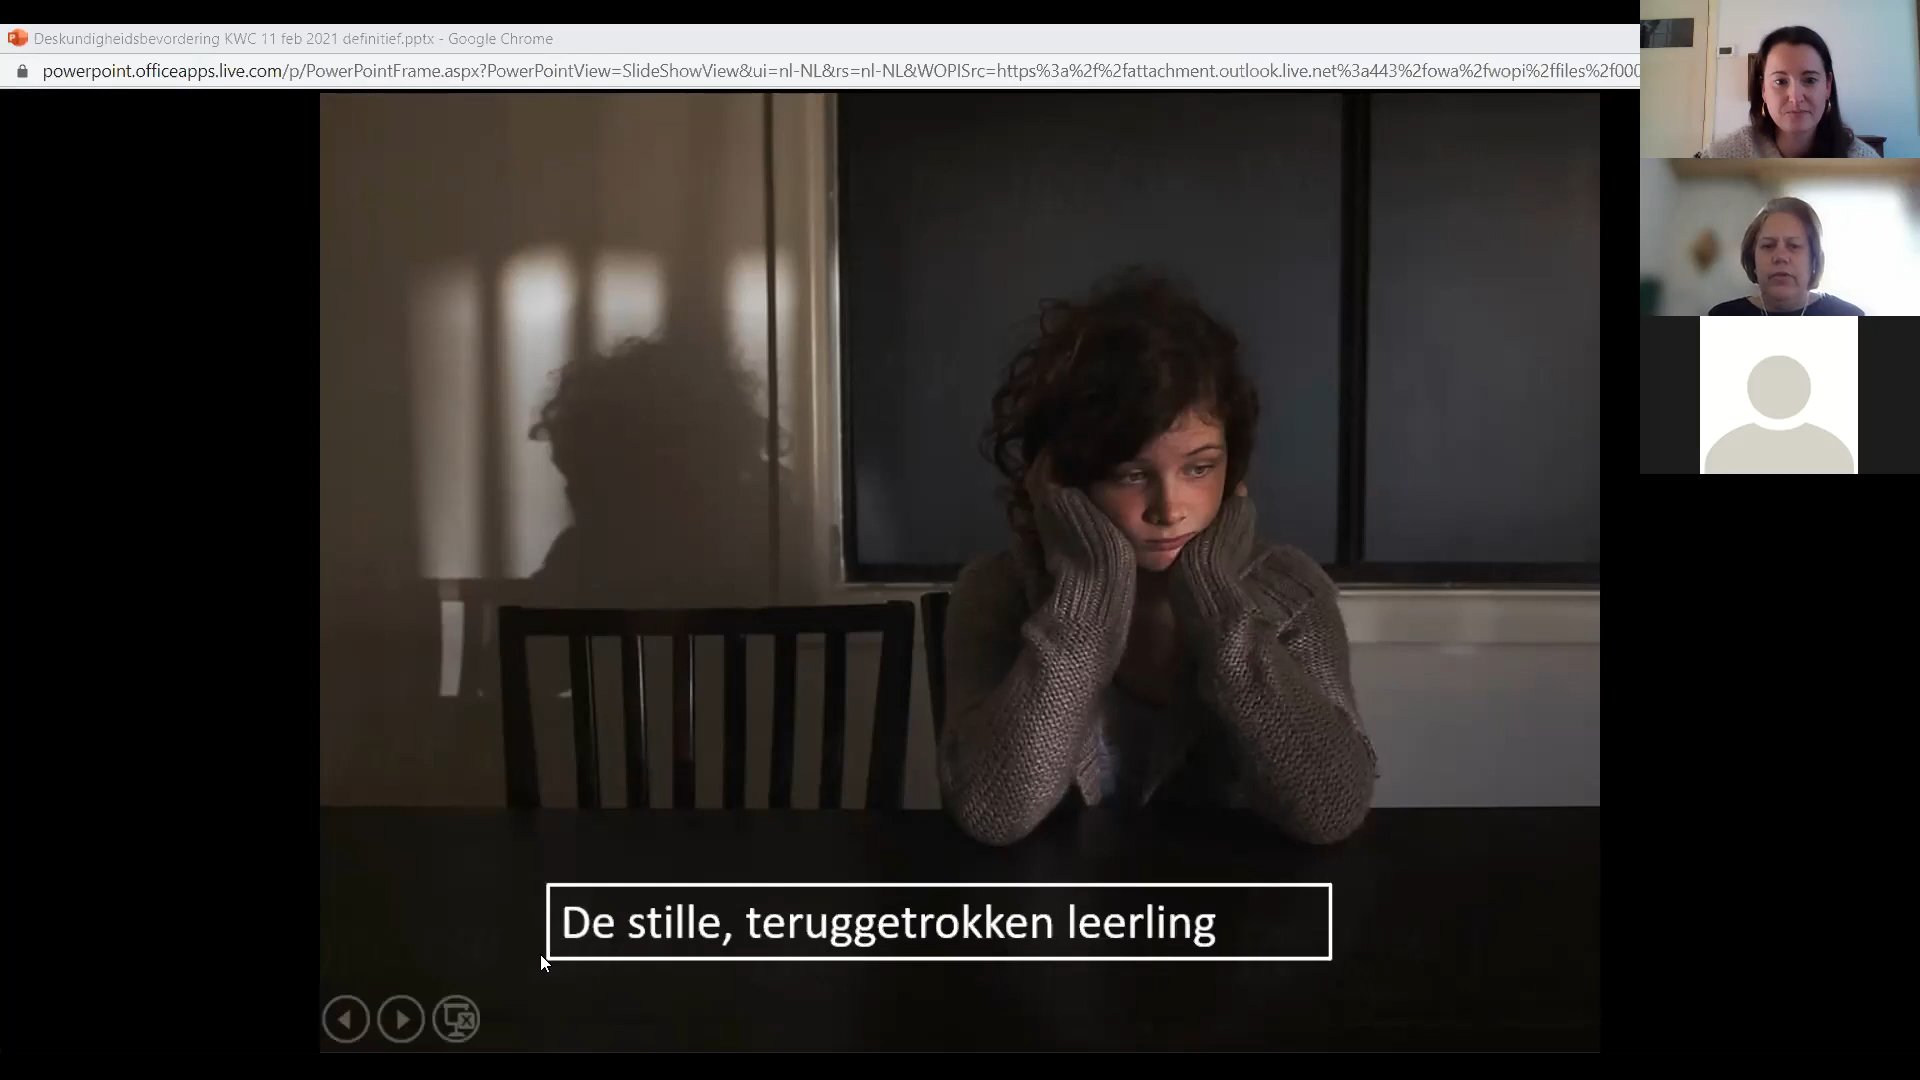 Deskundigheidsbevordering KWC 11 feb 2021 definitief.pptx - Google Chrome
powerpoint.officeapps.live.com/p/PowerPointFrame.aspx?PowerPointView=SlideShowView&ui=nl-NL&rs=nl-NL&WOPISrc=https%3a%2f%2fattachment.outlook.live.net%3a443%2fowa%2fwopi%2ffiles%2f000
De stille, teruggetrokken leerling